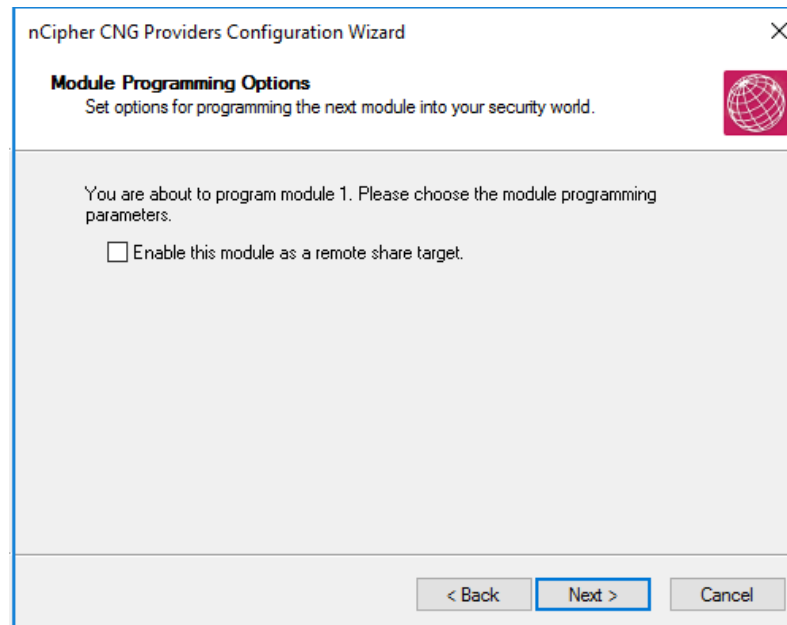 nCipher CNG Providers Configuration Wizard
Module Programming Options
Set options for programming the next module into your security world.
You are about to program module 1. Please choose the module programming
parameters.
Enable this module as a remote share target.
< Back Next > Cancel